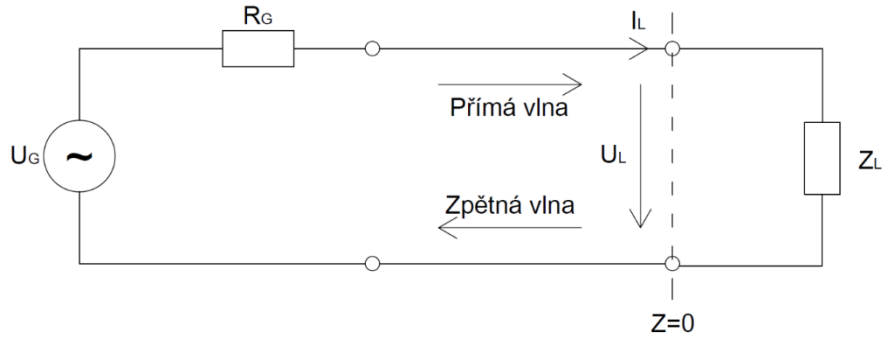 RG
IL
Přímá vlna
UG
~
UL
ZL
Zpětná vlna
Z=0